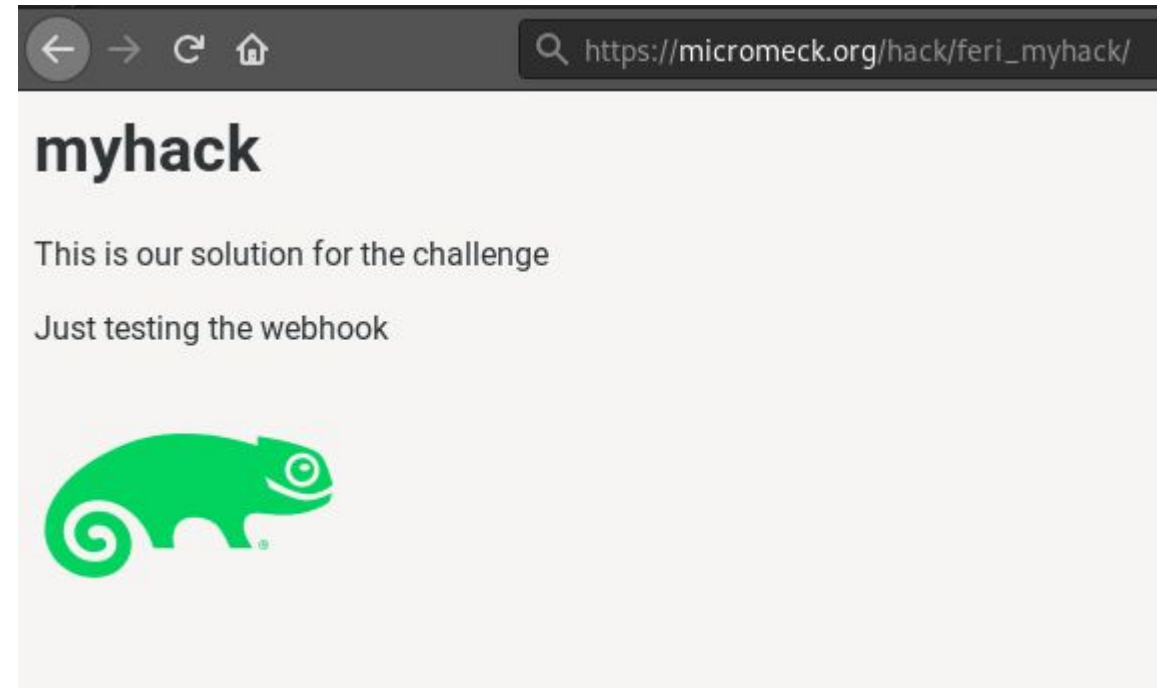 https://micromeck.org/hack/feri_myhack/
myhack
This is our solution for the challenge
Just testing the webhook
®